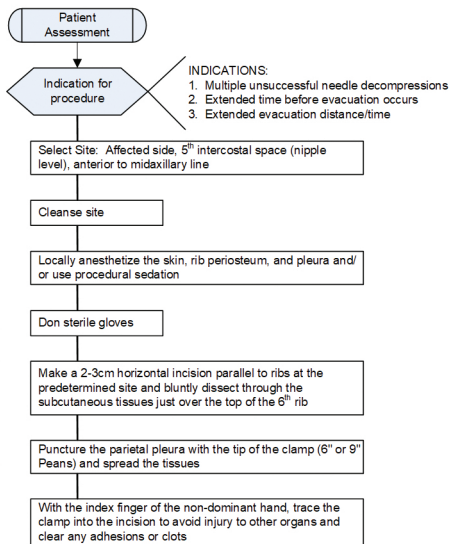 Patient
Assessment
Indication for
procedure
INDICATIONS:
1. Multiple unsuccessful needle decompressions
2. Extended time before evacuation occurs
3. Extended evacuation distance/time
Select Site: Affected side, 5th intercostal space (nipple
level), anterior to midaxillary line
Cleanse site
Locally anesthetize the skin, rib periosteum, and pleura and/
or use procedural sedation
Don sterile gloves
Make a 2-3cm horizontal incision parallel to ribs at the
predetermined site and bluntly dissect through the
subcutaneous tissues just over the top of the 6th rib
Puncture the parietal pleura with the tip of the clamp (6" or 9"
Peans) and spread the tissues
With the index finger of the non-dominant hand, trace the
clamp into the incision to avoid injury to other organs and
clear any adhesions or clots